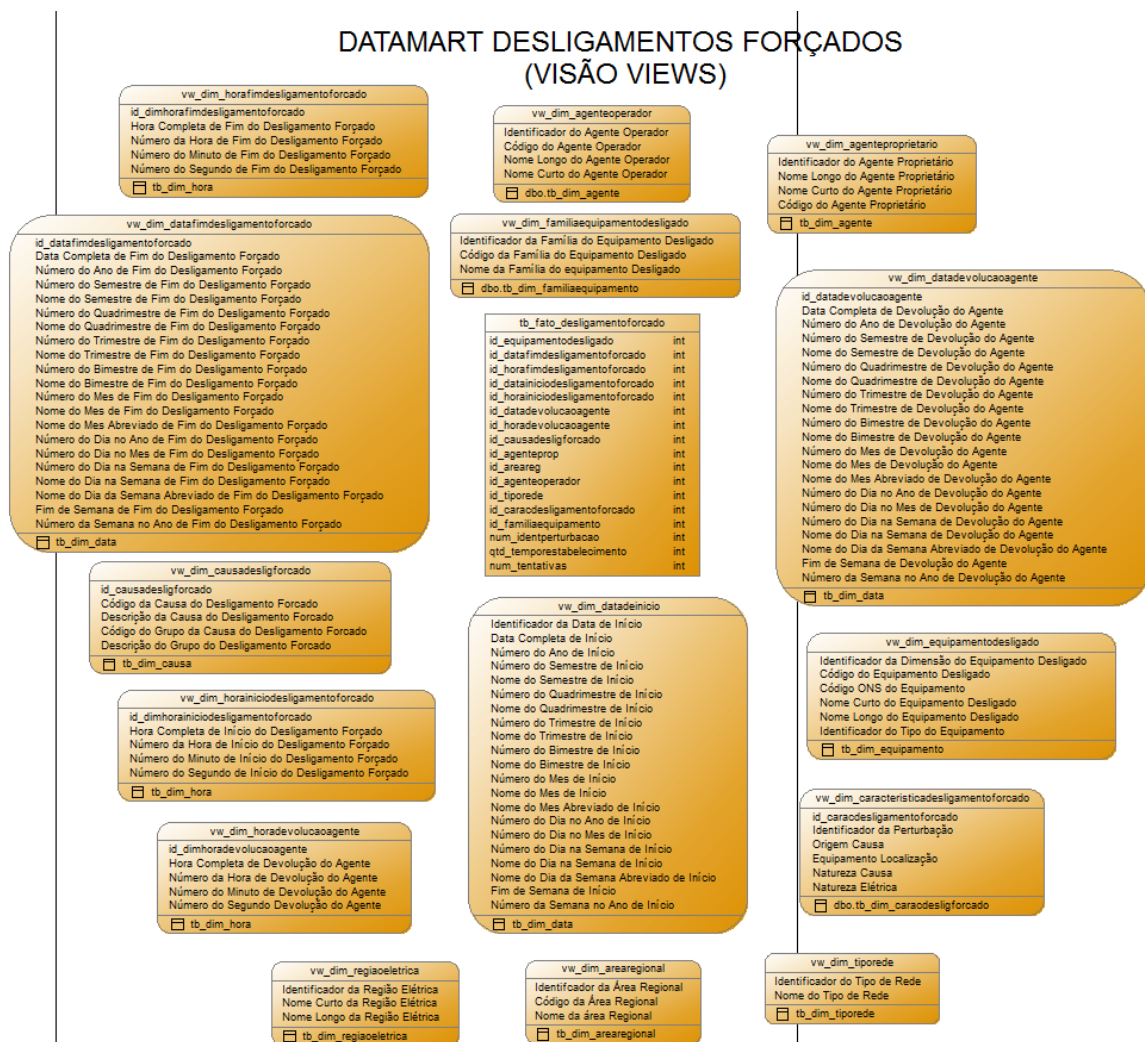 DATAMART DESLIGAMENTOS FORÇADOS
(VISÃO VIEWS)
vw_dim_horafimdesligamentoforcado
id_dimhorafimdesligamentoforcado
Hora Completa de Fim do Desligamento Forçado
Número da Hora de Fim do Desligamento Forçado
Número do Minuto de Fim do Desligamento Forçado
Número do Segundo de Fim do Desligamento Forçado
tb_dim_hora
vw_dim_agenteoperador
Identificador do Agente Operador
Código do Agente Operador
Nome Longo do Agente Operador
Nome Curto do Agente Operador
dbo.tb_dim_agente
vw_dim_agenteproprietario
Identificador do Agente Proprietário
Nome Longo do Agente Proprietário
Nome Curto do Agente Proprietário
Código do Agente Proprietário
tb_dim_agente
vw_dim_datafimdesligamentoforcado
id_datafimdesligamentoforcado
Data Completa de Fim do Desligamento Forçado
Número do Ano de Fim do Desligamento Forçado
Número do Semestre de Fim do Desligamento Forçado
Nome do Semestre de Fim do Desligamento Forçado
Número do Quadrimestre de Fim do Desligamento Forçado
Nome do Quadrimestre de Fim do Desligamento Forçado
Número do Trimestre de Fim do Desligamento Forçado
Nome do Trimestre de Fim do Desligamento Forçado
Número do Bimestre de Fim do Desligamento Forçado
Nome do Bimestre de Fim do Desligamento Forçado
Número do Mes de Fim do Desligamento Forçado
Nome do Mes de Fim do Desligamento Forçado
Nome do Mes Abreviado de Fim do Desligamento Forçado
Número do Dia no Ano de Fim do Desligamento Forçado
Número do Dia no Mes de Fim do Desligamento Forçado
Número do Dia na Semana de Fim do Desligamento Forçado
Nome do Dia na Semana de Fim do Desligamento Forçado
Nome do Dia da Semana Abreviado de Fim do Desligamento Forçado
Fim de Semana de Fim do Desligamento Forçado
Número da Semana no Ano de Fim do Desligamento Forçado
tb_dim_data
vw_dim_familiaequipamentodesligado
Identificador da Família do Equipamento Desligado
Código da Família do Equipamento Desligado
Nome da Família do equipamento Desligado
dbo.tb_dim_familiaequipamento
vw_dim_datadevolucaoagente
id_datadevolucaoagente
Data Completa de Devolução do Agente
Número do Ano de Devolução do Agente
Número do Semestre de Devolução do Agente
Nome do Semestre de Devolução do Agente
Número do Quadrimestre de Devolução do Agente
Nome do Quadrimestre de Devolução do Agente
Número do Trimestre de Devolução do Agente
Nome do Trimestre de Devolução do Agente
Número do Bimestre de Devolução do Agente
Nome do Bimestre de Devolução do Agente
Número do Mes de Devolução do Agente
Nome do Mes de Devolução do Agente
Nome do Mes Abreviado de Devolução do Agente
Número do Dia no Ano de Devolução do Agente
Número do Dia no Mes de Devolução do Agente
Número do Dia na Semana de Devolução do Agente
Nome do Dia na Semana de Devolução do Agente
Nome do Dia da Semana Abreviado de Devolução do Agente
Fim de Semana de Devolução do Agente
Número da Semana no Ano de Devolução do Agente
tb_dim_data
tb_fato_desligamentoforcado
id_equipamentodesligado int
id_datafimdesligamentoforcado int
id_horafimdesligamentoforcado int
id_datainiciodesligamentoforcado int
id_horainiciodesligamentoforcado int
id_datadevolucaoagente int
id_horadevolucaoagente int
id_causadesligforcado int
id_agenteprop int
id_areareg int
id_agenteoperador int
id_tiporede int
id_caracdesligamentoforcado int
id_familiaequipamento int
num_identperturbacao int
qtd_temporestabelecimento int
num_tentativas int
vw_dim_causadesligforcado
id_causadesligforcado
Código da Causa do Desligamento Forcado
Descrição da Causa do Desligamento Forcado
Código do Grupo da Causa do Desligamento Forcado
Descrição do Grupo do Desligamento Forcado
tb_dim_causa
vw_dim_datadeinicio
Identificador da Data de Início
Data Completa de Início
Número do Ano de Início
Número do Semestre de Início
Nome do Semestre de Início
Número do Quadrimestre de Início
Nome do Quadrimestre de Início
Número do Trimestre de Início
Nome do Trimestre de Início
Número do Bimestre de Início
Nome do Bimestre de Início
Número do Mes de Início
Nome do Mes de Início
Nome do Mes Abreviado de Início
Número do Dia no Ano de Início
Número do Dia no Mes de Início
Número do Dia na Semana de Início
Nome do Dia na Semana de Início
Nome do Dia da Semana Abreviado de Início
Fim de Semana de Início
Número da Semana no Ano de Início
tb_dim_data
vw_dim_equipamentodesligado
Identificador da Dimensão do Equipamento Desligado
Código do Equipamento Desligado
Código ONS do Equipamento
Nome Curto do Equipamento Desligado
Nome Longo do Equipamento Desligado
Identificador do Tipo do Equipamento
tb_dim_equipamento
vw_dim_horainiciodesligamentoforcado
id_dimhorainiciodesligamentoforcado
Hora Completa de Início do Desligamento Forçado
Número da Hora de Início do Desligamento Forçado
Número do Minuto de Início do Desligamento Forçado
Número do Segundo de Início do Desligamento Forçado
tb_dim_hora
vw_dim_caracteristicadesligamentoforcado
id_caracdesligamentoforcado
Identificador da Perturbação
Origem Causa
Equipamento Localização
Natureza Causa
Natureza Elétrica
dbo.tb_dim_caracdesligforcado
vw_dim_horadevolucaoagente
id_dimhoradevolucaoagente
Hora Completa de Devolução do Agente
Número da Hora de Devolução do Agente
Número do Minuto de Devolução do Agente
Número do Segundo Devolução do Agente
tb_dim_hora
vw_dim_regiaoeletrica
Identificador da Região Elétrica
Nome Curto da Região Elétrica
Nome Longo da Região Elétrica
tb_dim_regiaoeletrica
vw_dim_arearegional
Identifcador da Área Regional
Código da Área Regional
Nome da área Regional
tb_dim_arearegional
vw_dim_tiporede
Identificador do Tipo de Rede
Nome do Tipo de Rede
tb_dim_tiporede